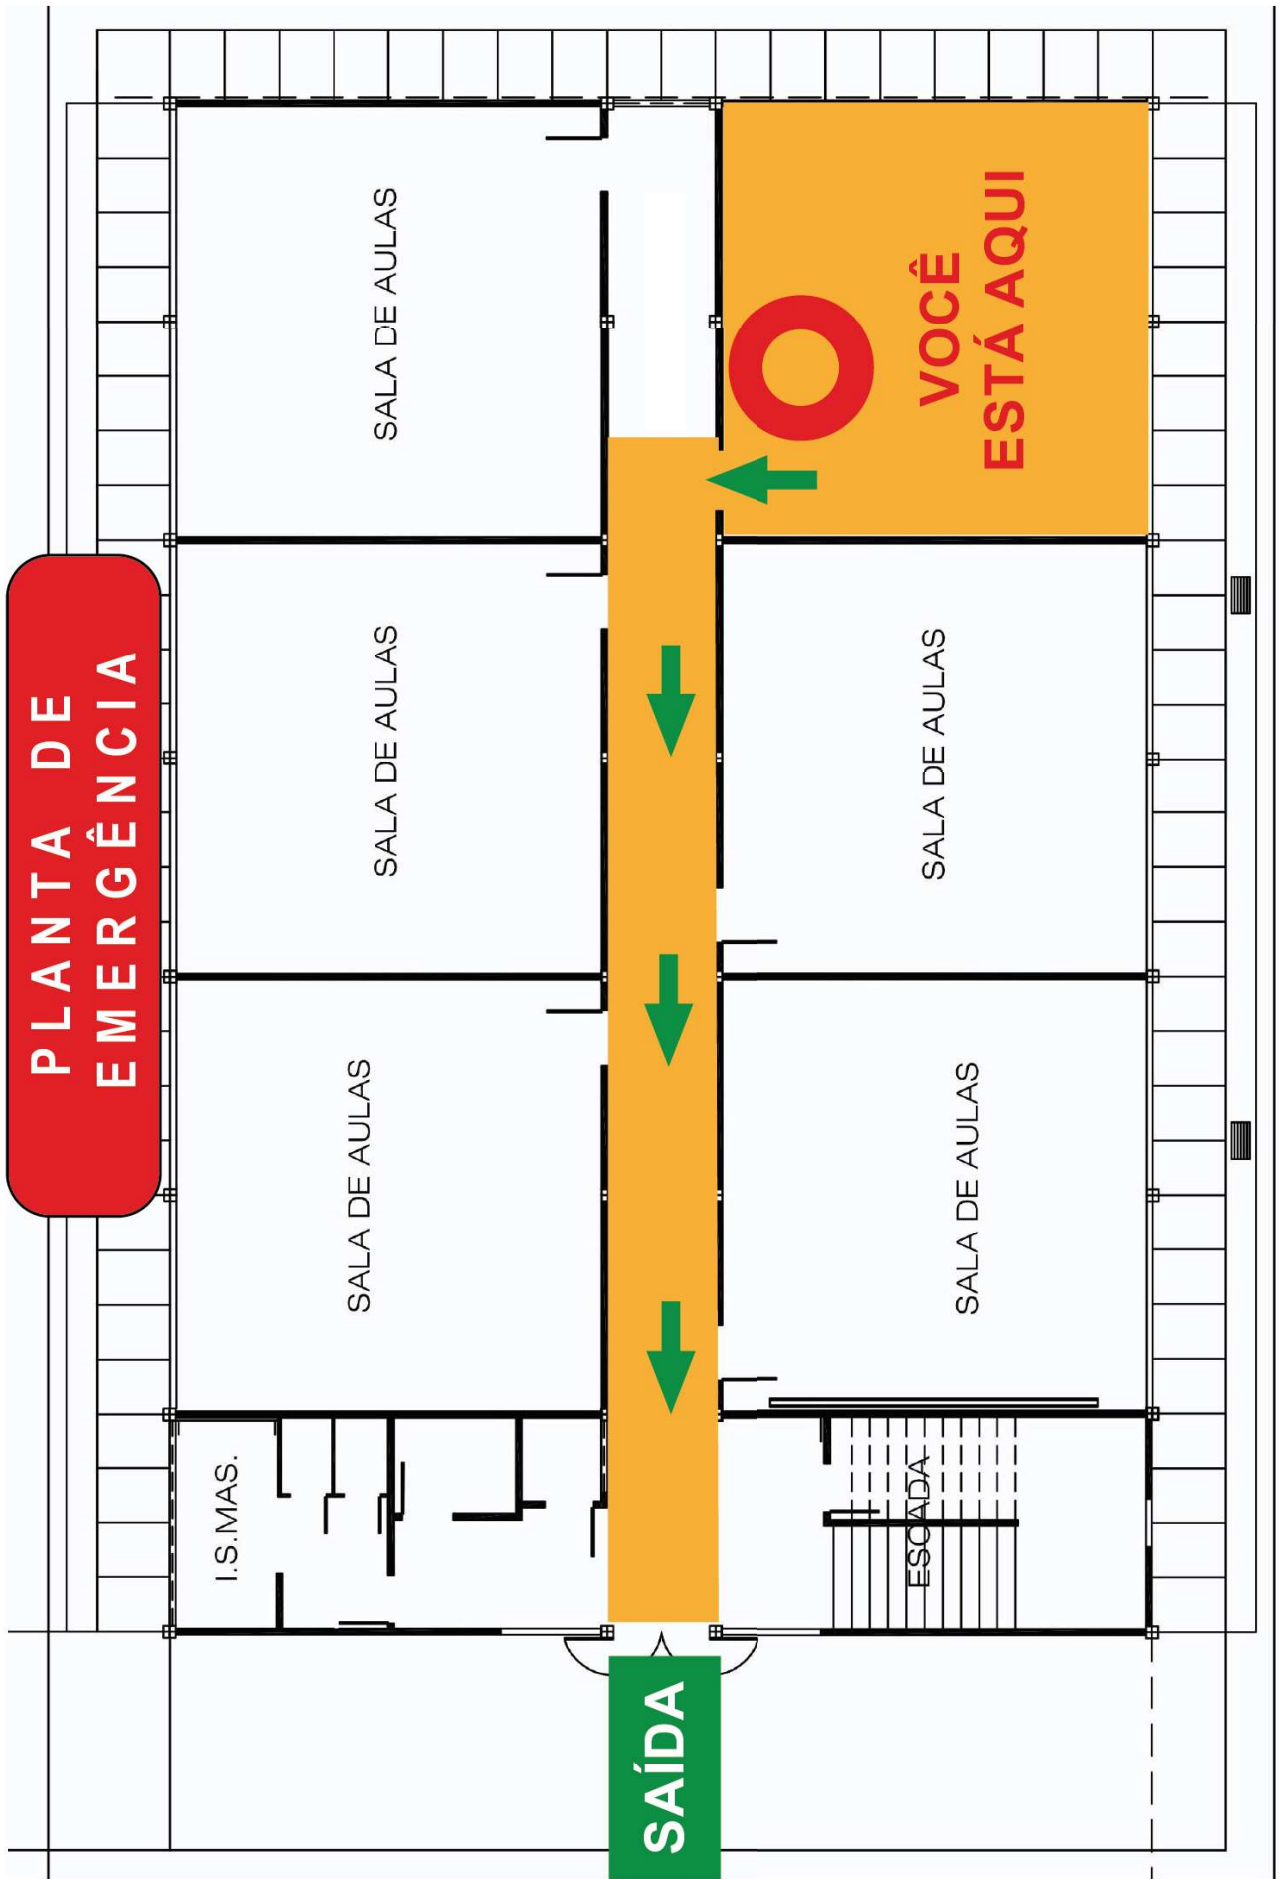 PLANTA DE
EMERGÊNCIA
I.S.MAS.
SALA DE AULAS
SALA DE AULAS
SALA DE AULAS
SAÍDA
ESCADA
SALA DE AULAS
SALA DE AULAS
VOCÊ
ESTÁ AQUI